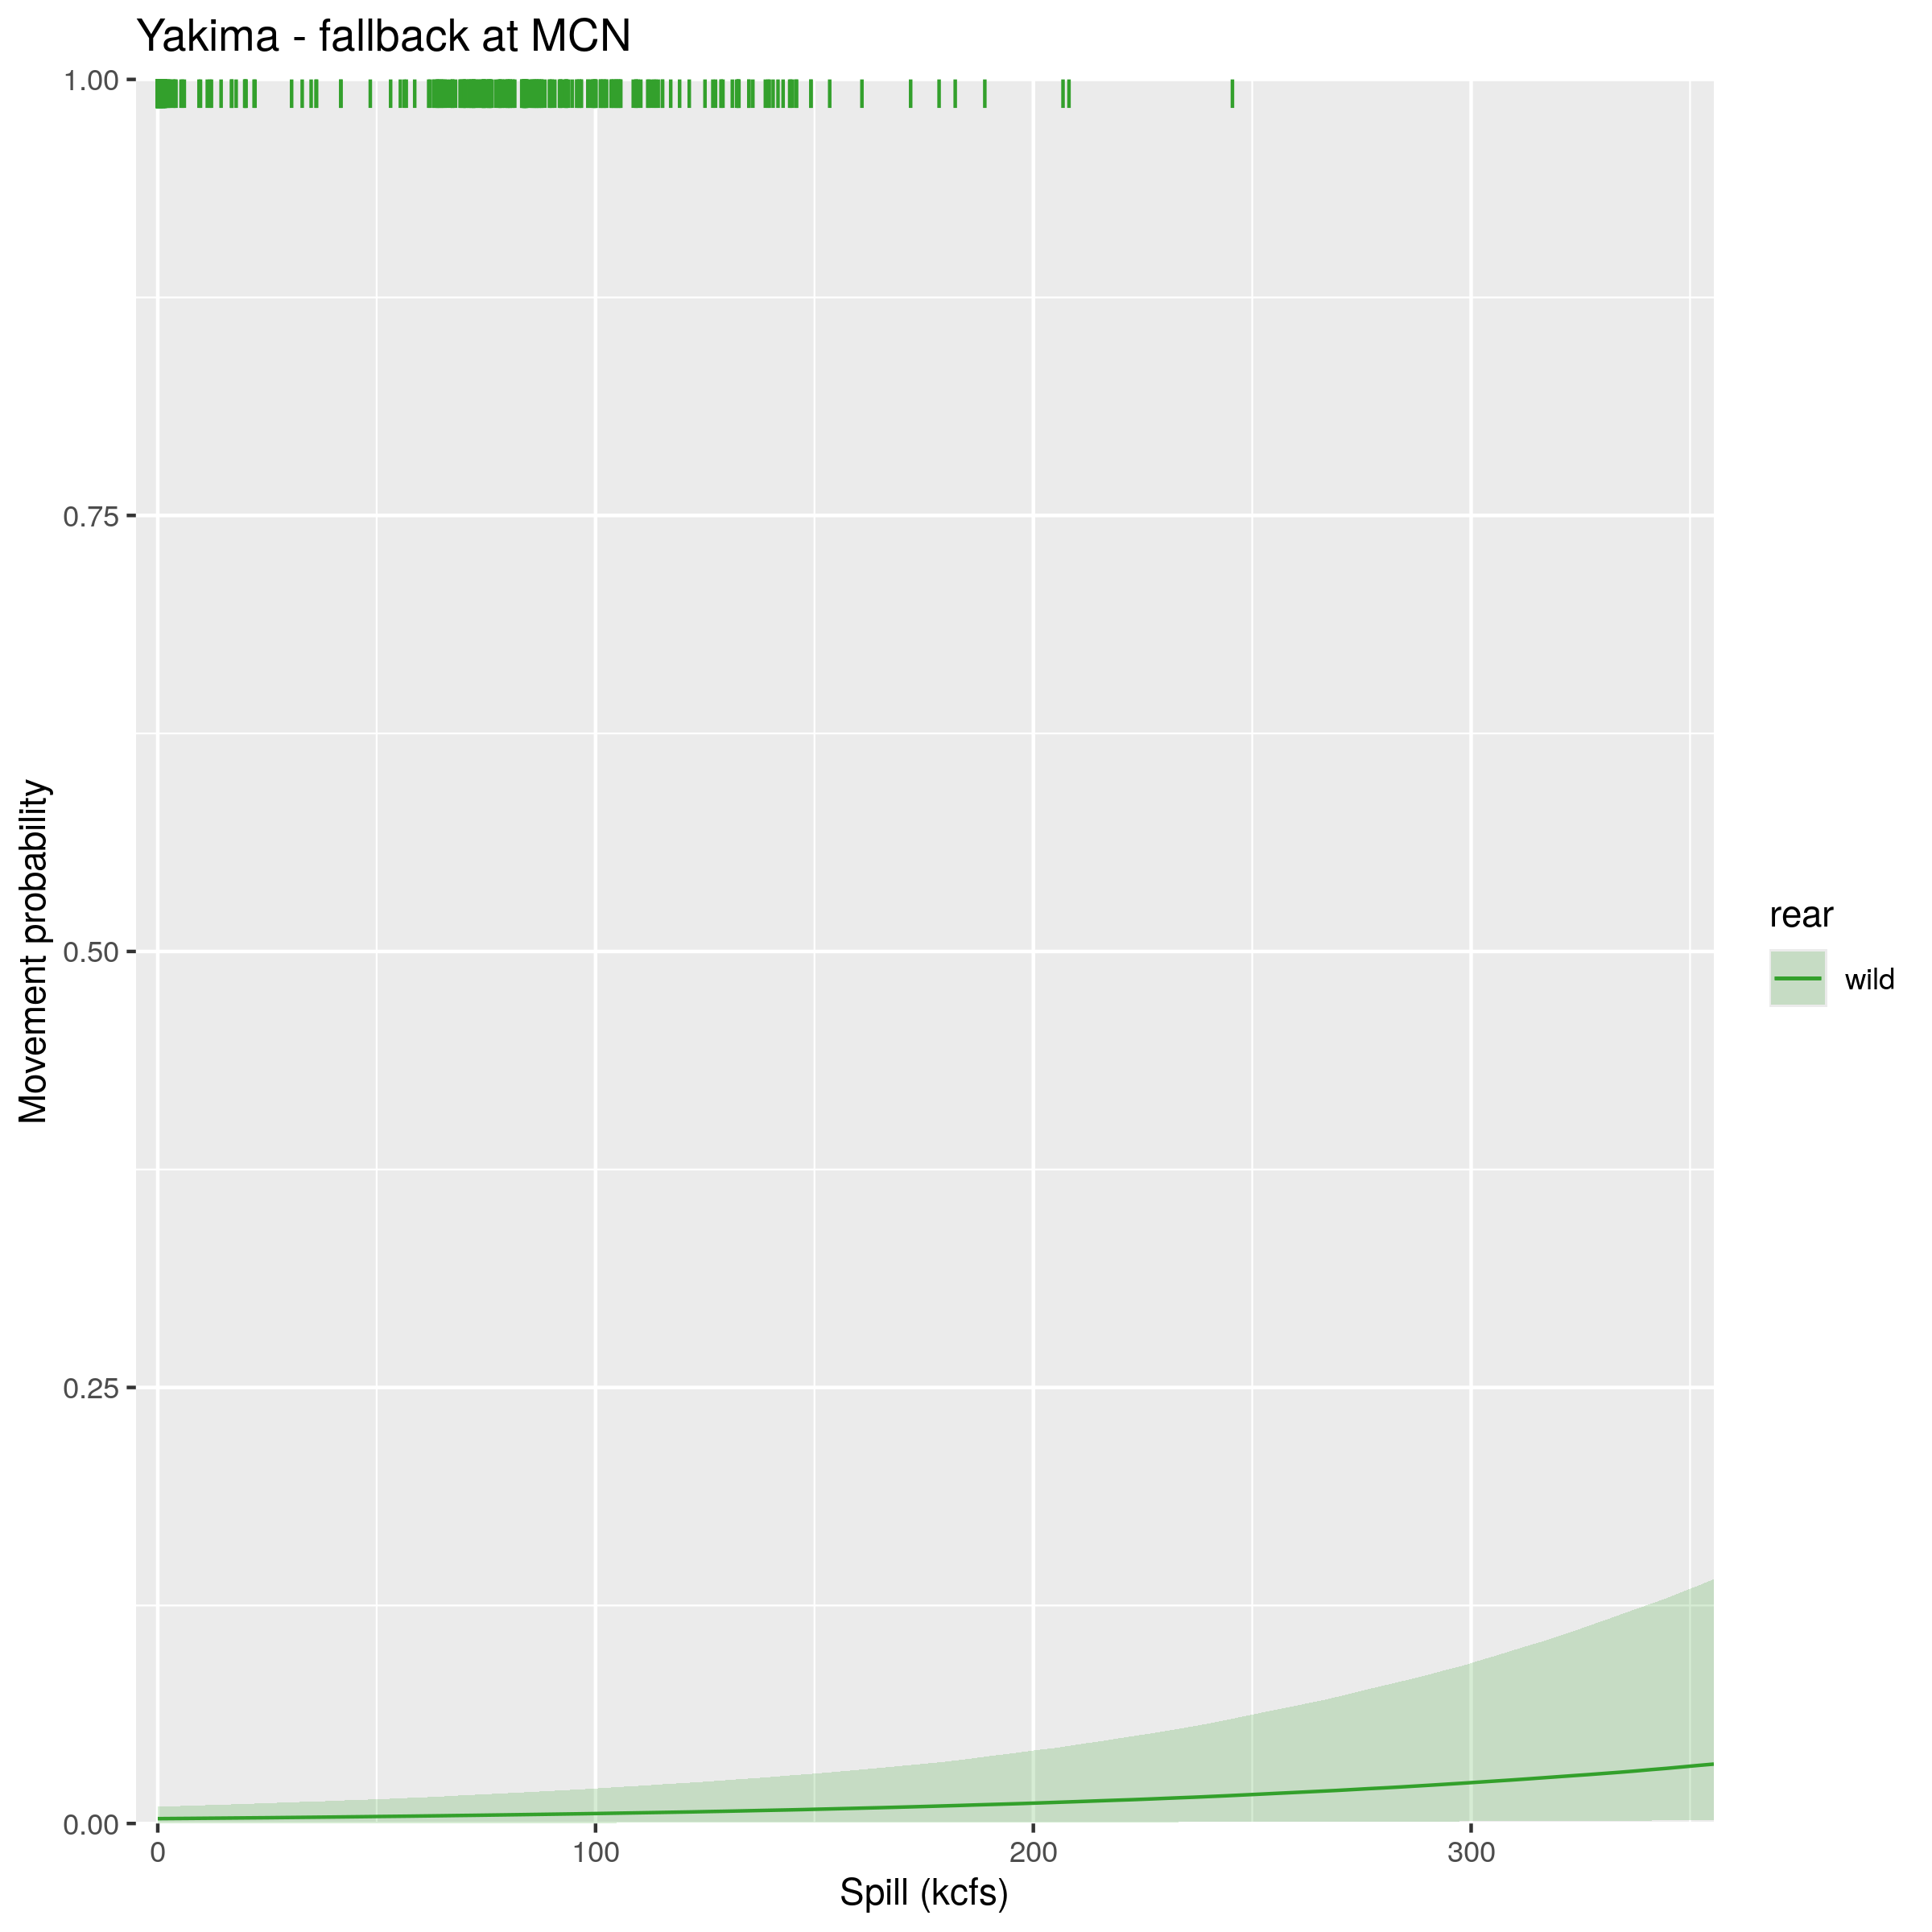 Yakima - fallback at MCN
1.00
0.75
0.50
0.25
0.00
Movement probability
0
100
200
300
Spill (kcfs)
rear
wild